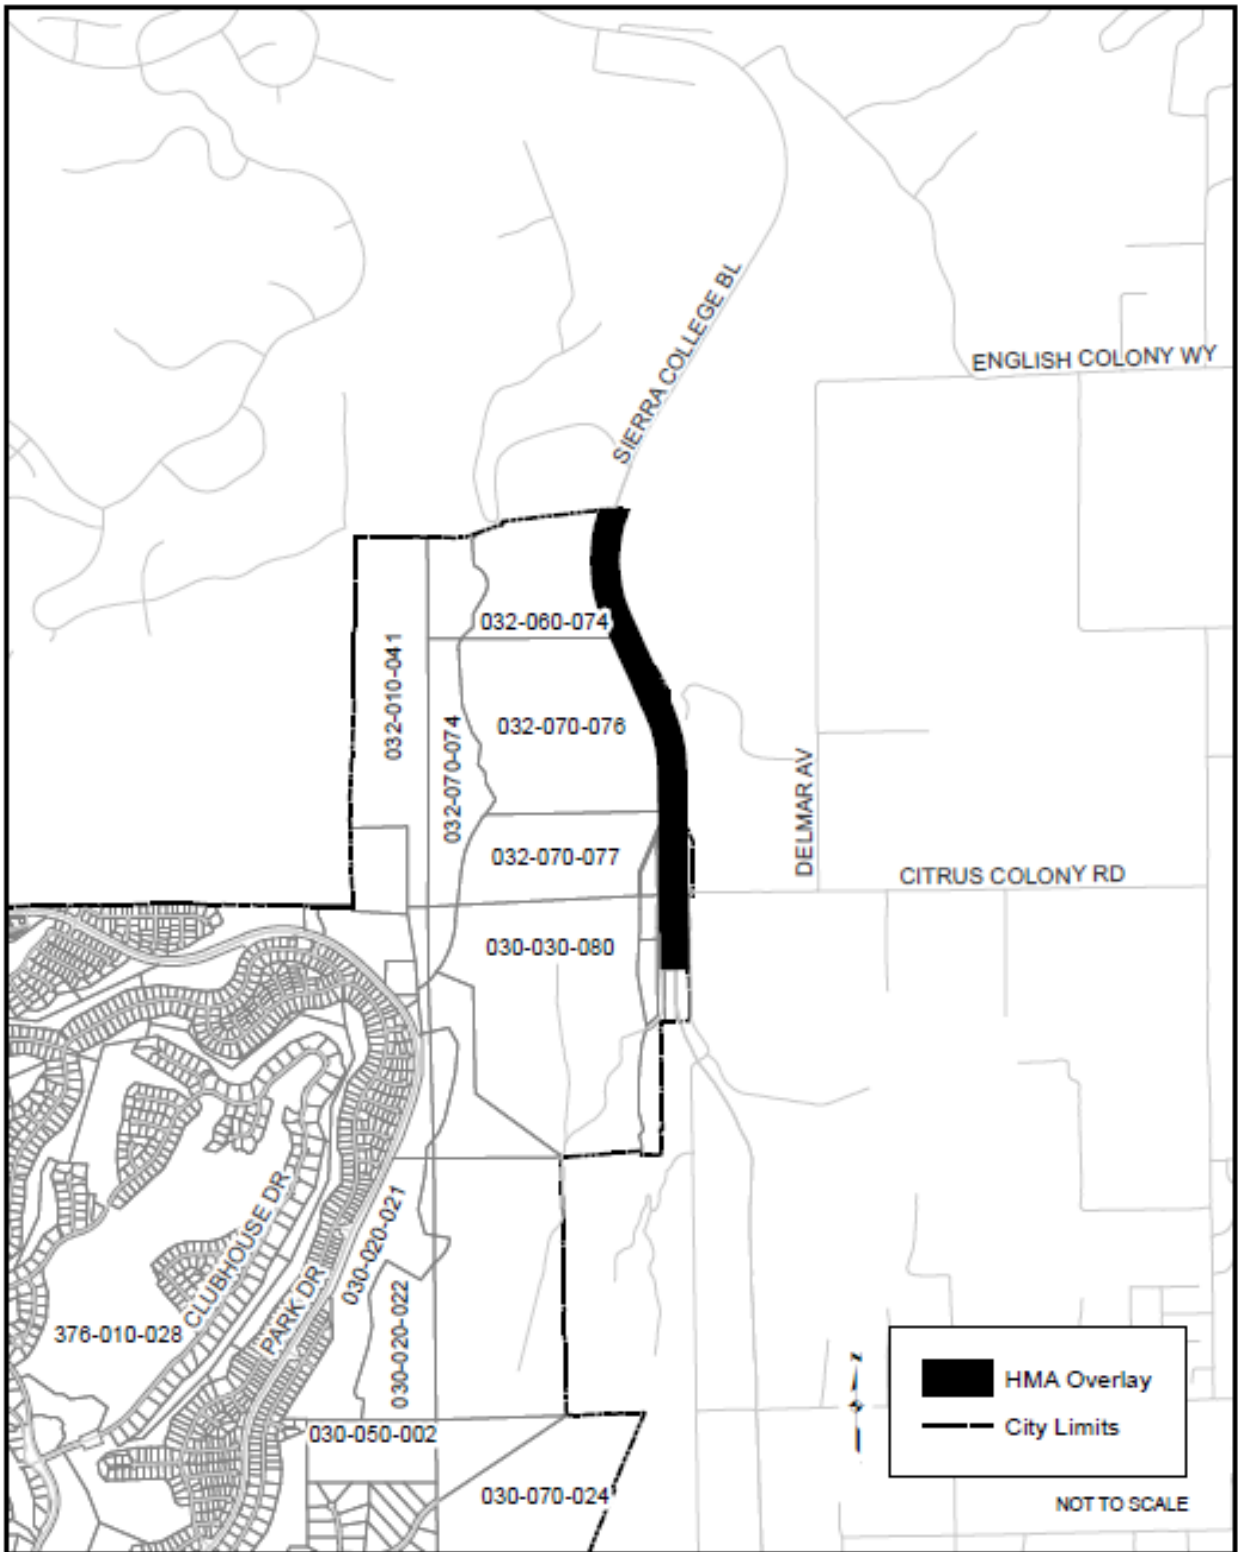 SIERRA COLLEGE BL
ENGLISH COLONY WY
032-060-074
032-010-041
032-070-076
032-070-074
DELMAR AV
032-070-077
CITRUS COLONY RD
030-030-080
CLUBHOUSE DR
030-020-021
PARK DR
376-010-028
030-020-022
030-050-002
030-070-024
N
HMA Overlay
City Limits
NOT TO SCALE